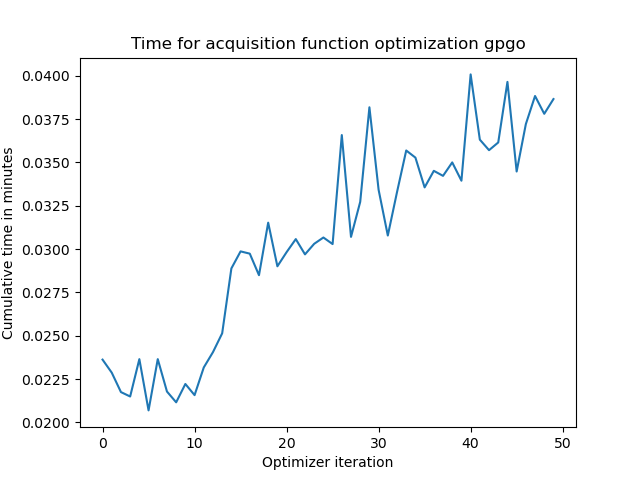 Time for acquisition function optimization gpgo
Cumulative time in minutes
0.0400
0.0375
0.0350
0.0325
0.0300
0.0275
0.0250
0.0225
0.0200
0 10 20 30 40 50
Optimizer iteration